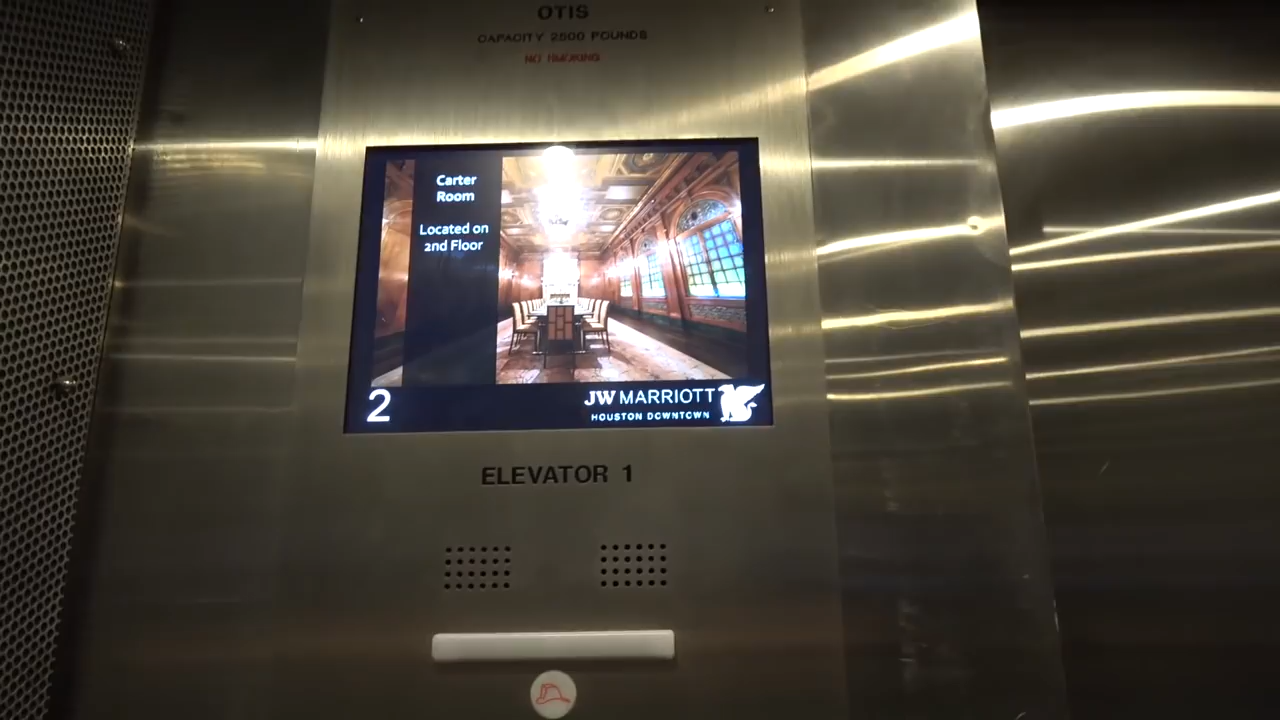 OTIS
CAPACITY 2500 POUNDS
NO SMOKING
Carter
Room
Located on
2nd Floor
2
JW MARRIOTT
HOUSTON DOWNTOWN
ELEVATOR 1